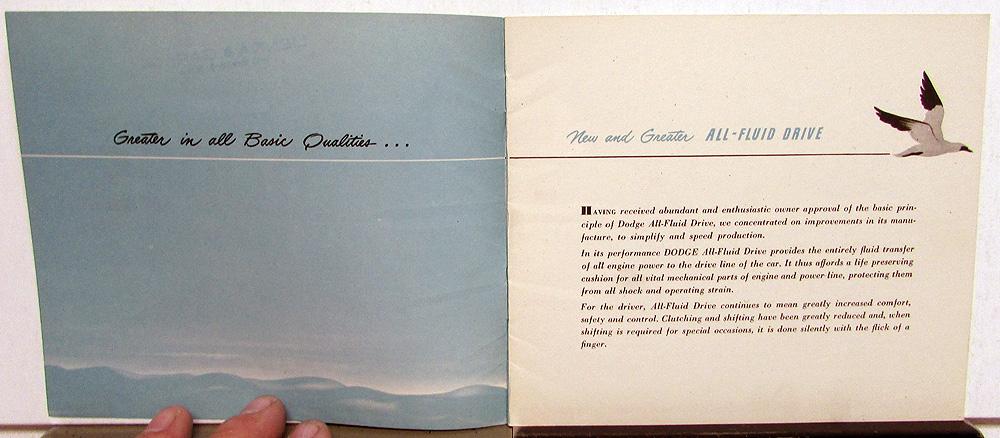 Greater in all Basic Qualities...
New and Greater ALL-FLUID DRIVE
HAVING received abundant and enthusiastic owner approval of the basic prin-
ciple of Dodge All-Fluid Drive, we concentrated on improvements in its manu-
facture, to simplify and speed production.
In its performance DODGE All-Fluid Drive provides the entirely fluid transfer
of all engine power to the drive line of the car. It thus affords a life preserving
cushion for all vital mechanical parts of engine and power line, protecting them
from all shock and operating strain.
For the driver, All-Fluid Drive continues to mean greatly increased comfort,
safety and control. Clutching and shifting have been greatly reduced and, when
shifting is required for special occasions, it is done silently with the flick of a
finger.